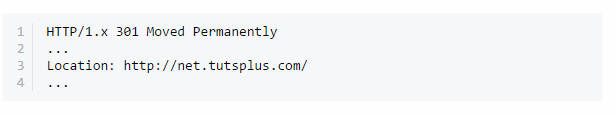 1 HTTP/1.x 301 Moved Permanently
2 ...
3 Location: http://net.tutsplus.com/
4 ...